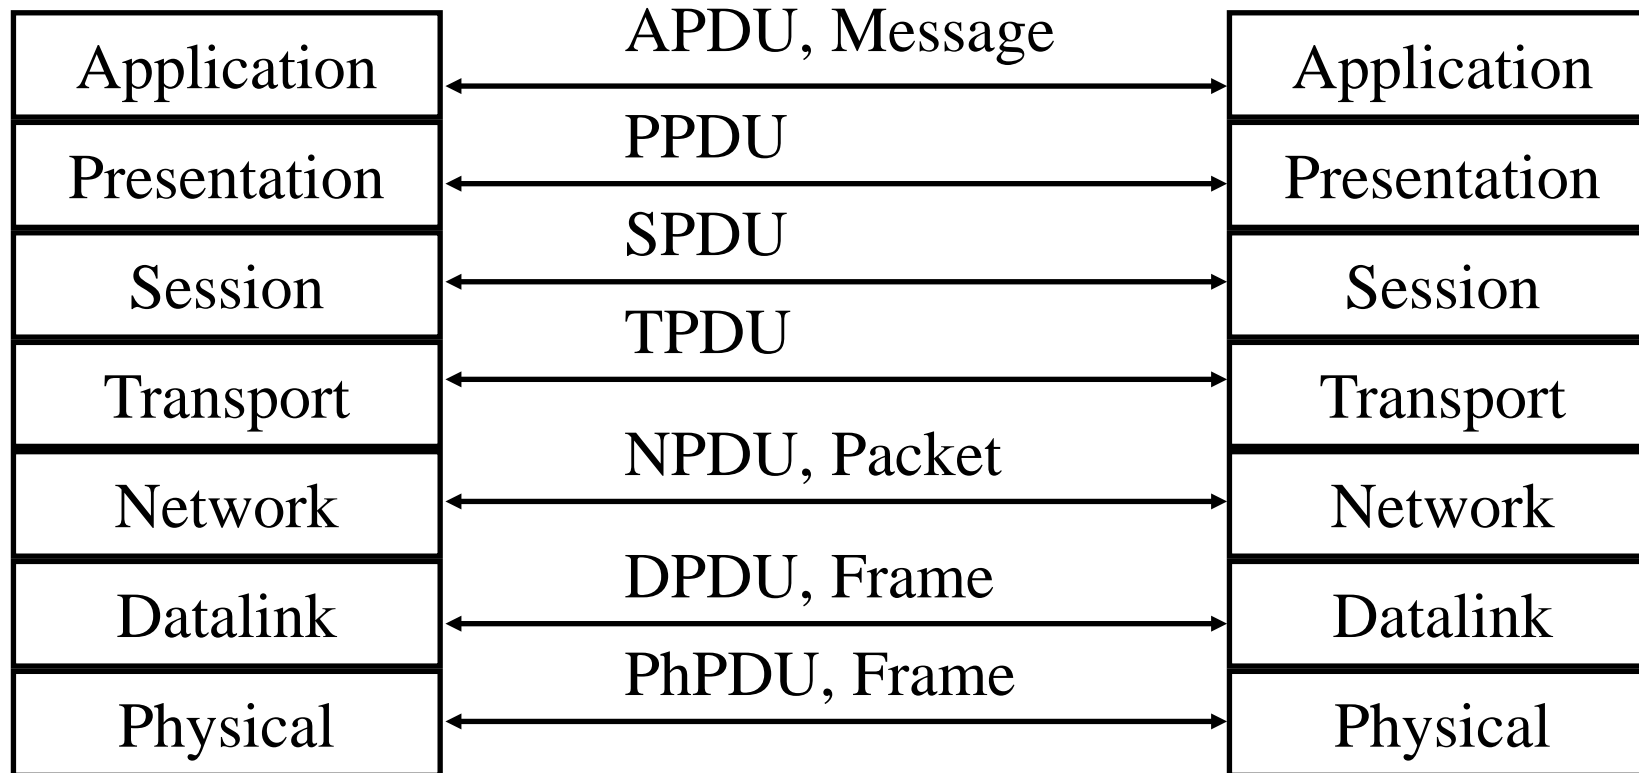 APDU, Message
Application Application
PPDU
Presentation Presentation
SPDU
Session Session
TPDU
Transport Transport
NPDU, Packet
Network Network
DPDU, Frame
Datalink Datalink
PhPDU, Frame
Physical Physical